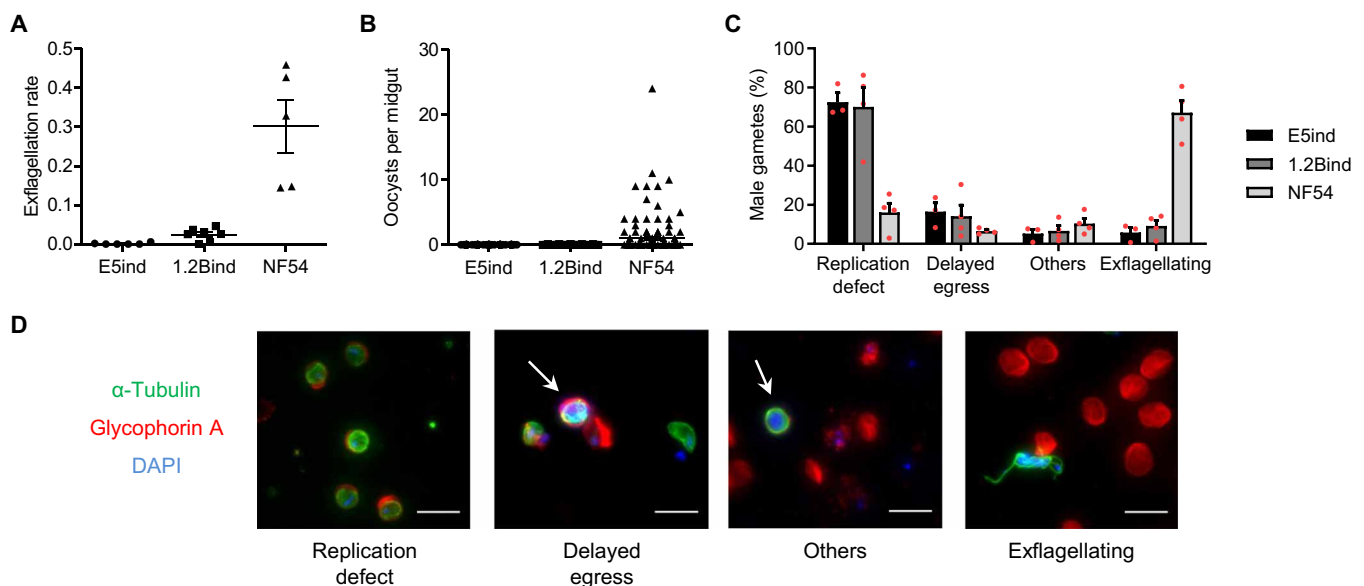 A
Exflagellation rate
0.5
0.4
0.3
0.2
0.1
0.0
E5ind
1.2Bind
NF54
B
Oocysts per midgut
30
20
10
0
E5ind
1.2Bind
NF54
C
Male gametes (%)
100
80
60
40
20
0
Replication
defect
Delayed
egress
Others
Exflagellating
E5ind
1.2Bind
NF54
D
α-Tubulin
Glycophorin A
DAPI
Replication
defect
Delayed
egress
Others
Exflagellating